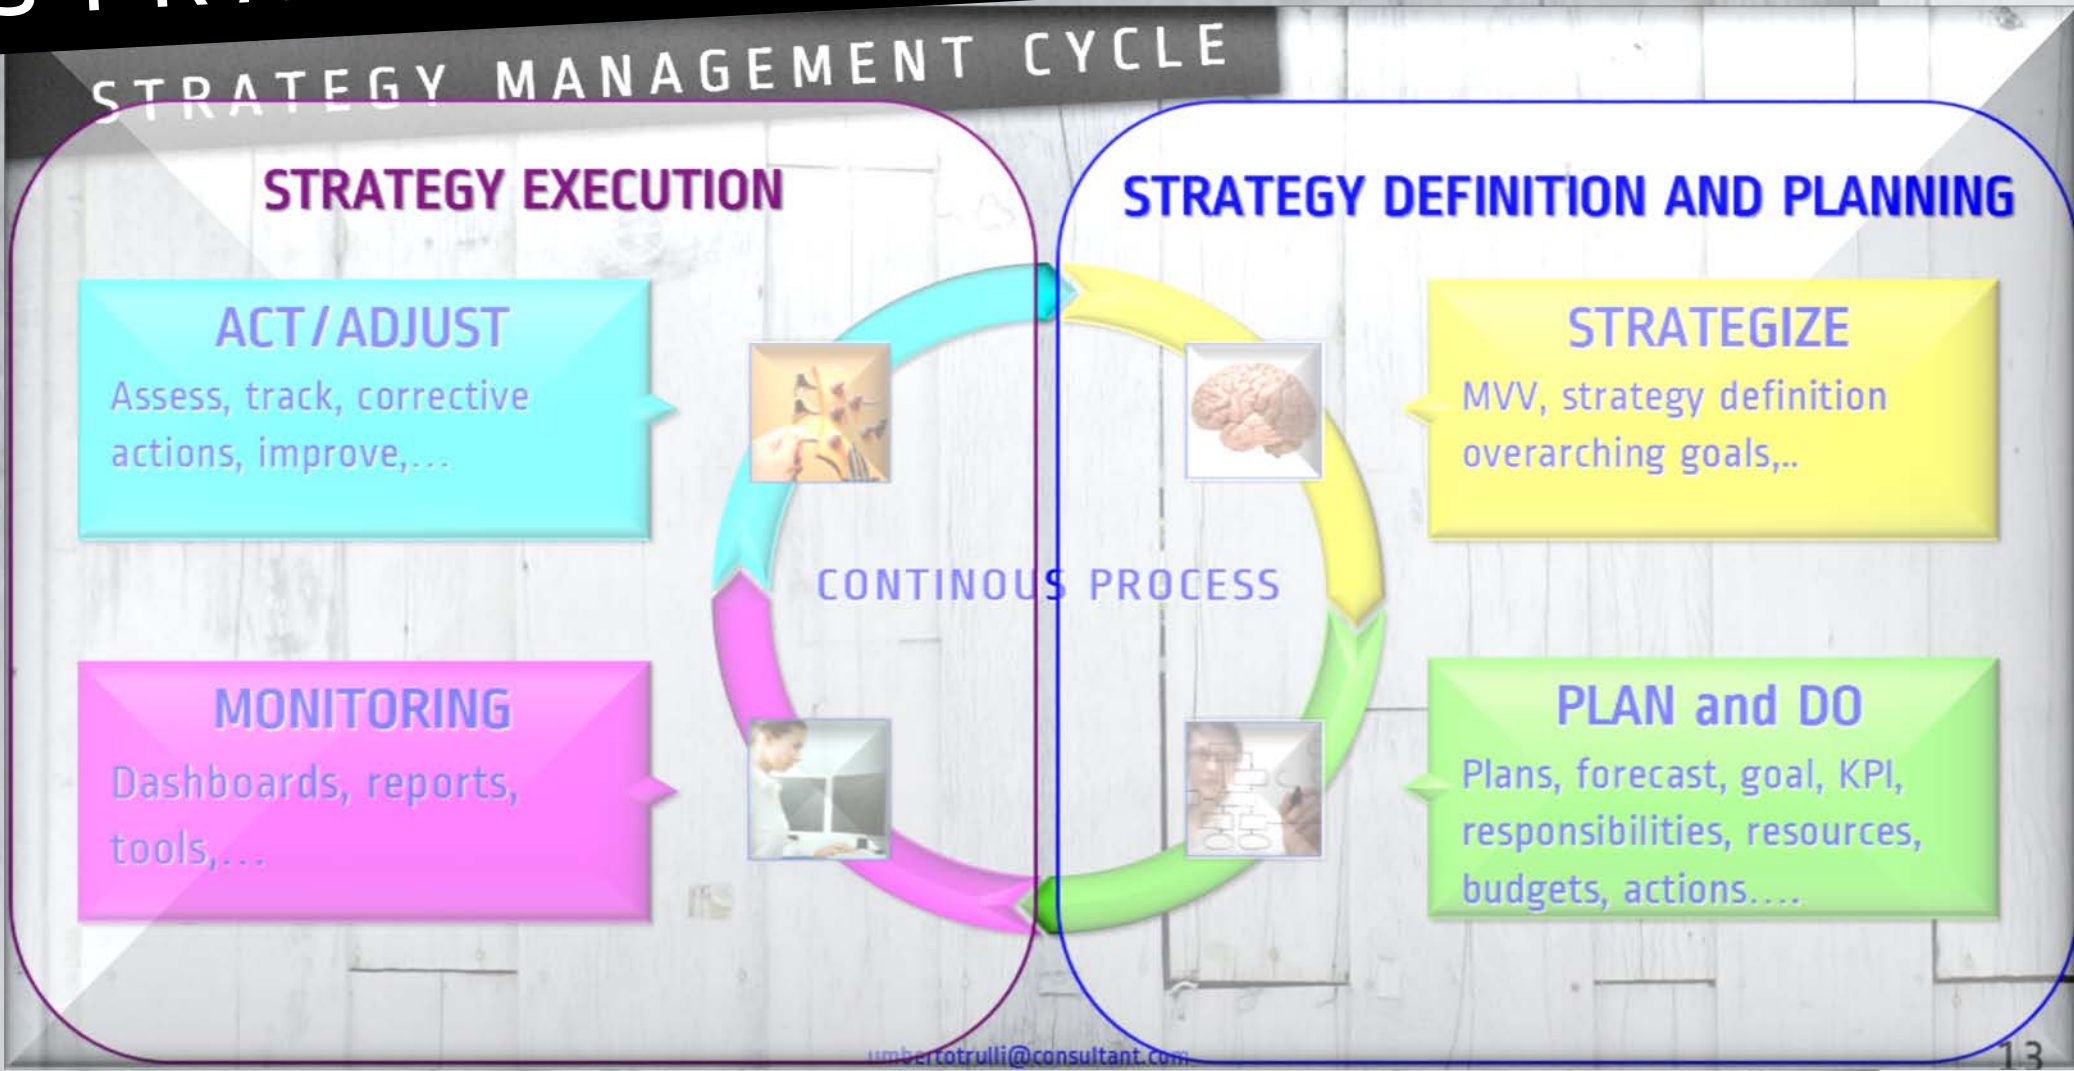 STRATEGY MANAGEMENT CYCLE
STRATEGY EXECUTION
ACT/ADJUST
Assess, track, corrective
actions, improve,...
MONITORING
Dashboards, reports,
tools,...
CONTINOUS PROCESS
STRATEGY DEFINITION AND PLANNING
STRATEGIZE
MVV, strategy definition
overarching goals,..
PLAN and DO
Plans, forecast, goal, KPI,
responsibilities, resources,
budgets, actions....
umbertotrulli@consultant.com
13